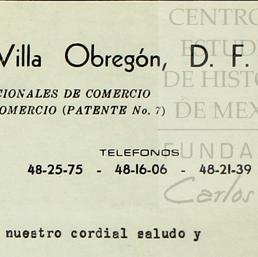 Villa Obregón, D. F.
CIONALES DE COMERCIO
OMERCIO (PATENTE No. 7)
TELEFONOS
48-25-75 - 48-16-06 - 48-21-39
nuestro cordial saludo y
CENTRO
ESTUD
DE HISTO
DE MEX
FUNDA
Carlos